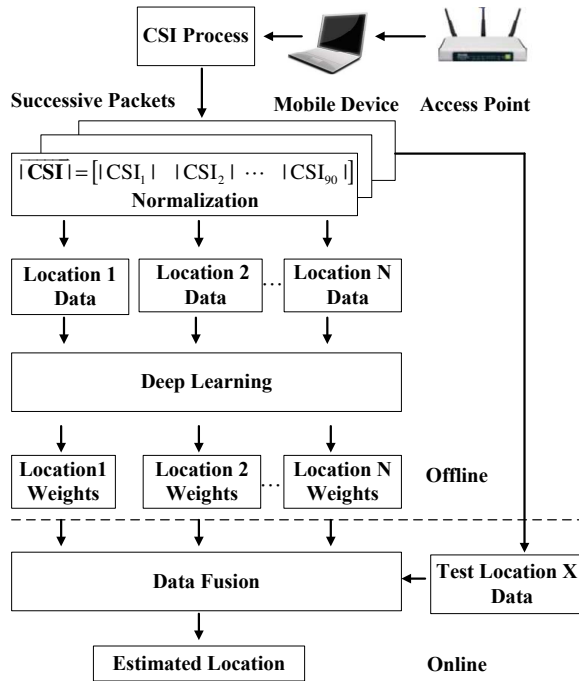 CSI Process
Successive Packets
Mobile Device
Access Point
|CSI| = [|CSI₁| |CSI₂| ⋯ |CSI₉₀|]
Normalization
Location 1
Data
Location 2
Data
...
Location N
Data
Deep Learning
Location1
Weights
Location 2
Weights
...
Location N
Weights
Offline
Data Fusion
Test Location X
Data
Estimated Location
Online